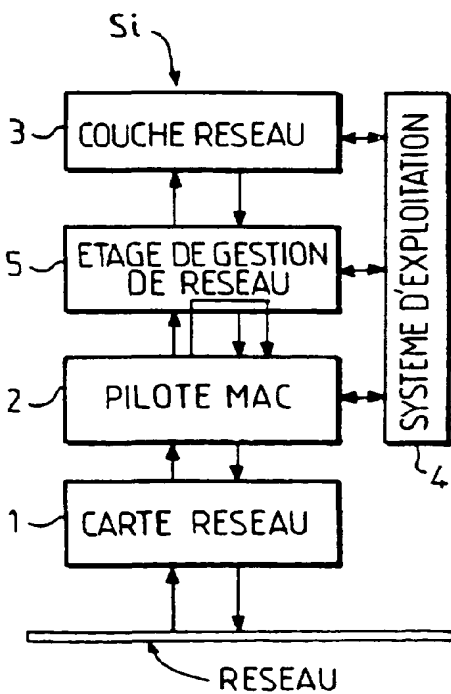 Si
3 COUCHE RESEAU
5 ETAGE DE GESTION
DE RESEAU
2 PILOTE MAC
1 CARTE RESEAU
SYSTÈME D'EXPLOITATION
4
RESEAU